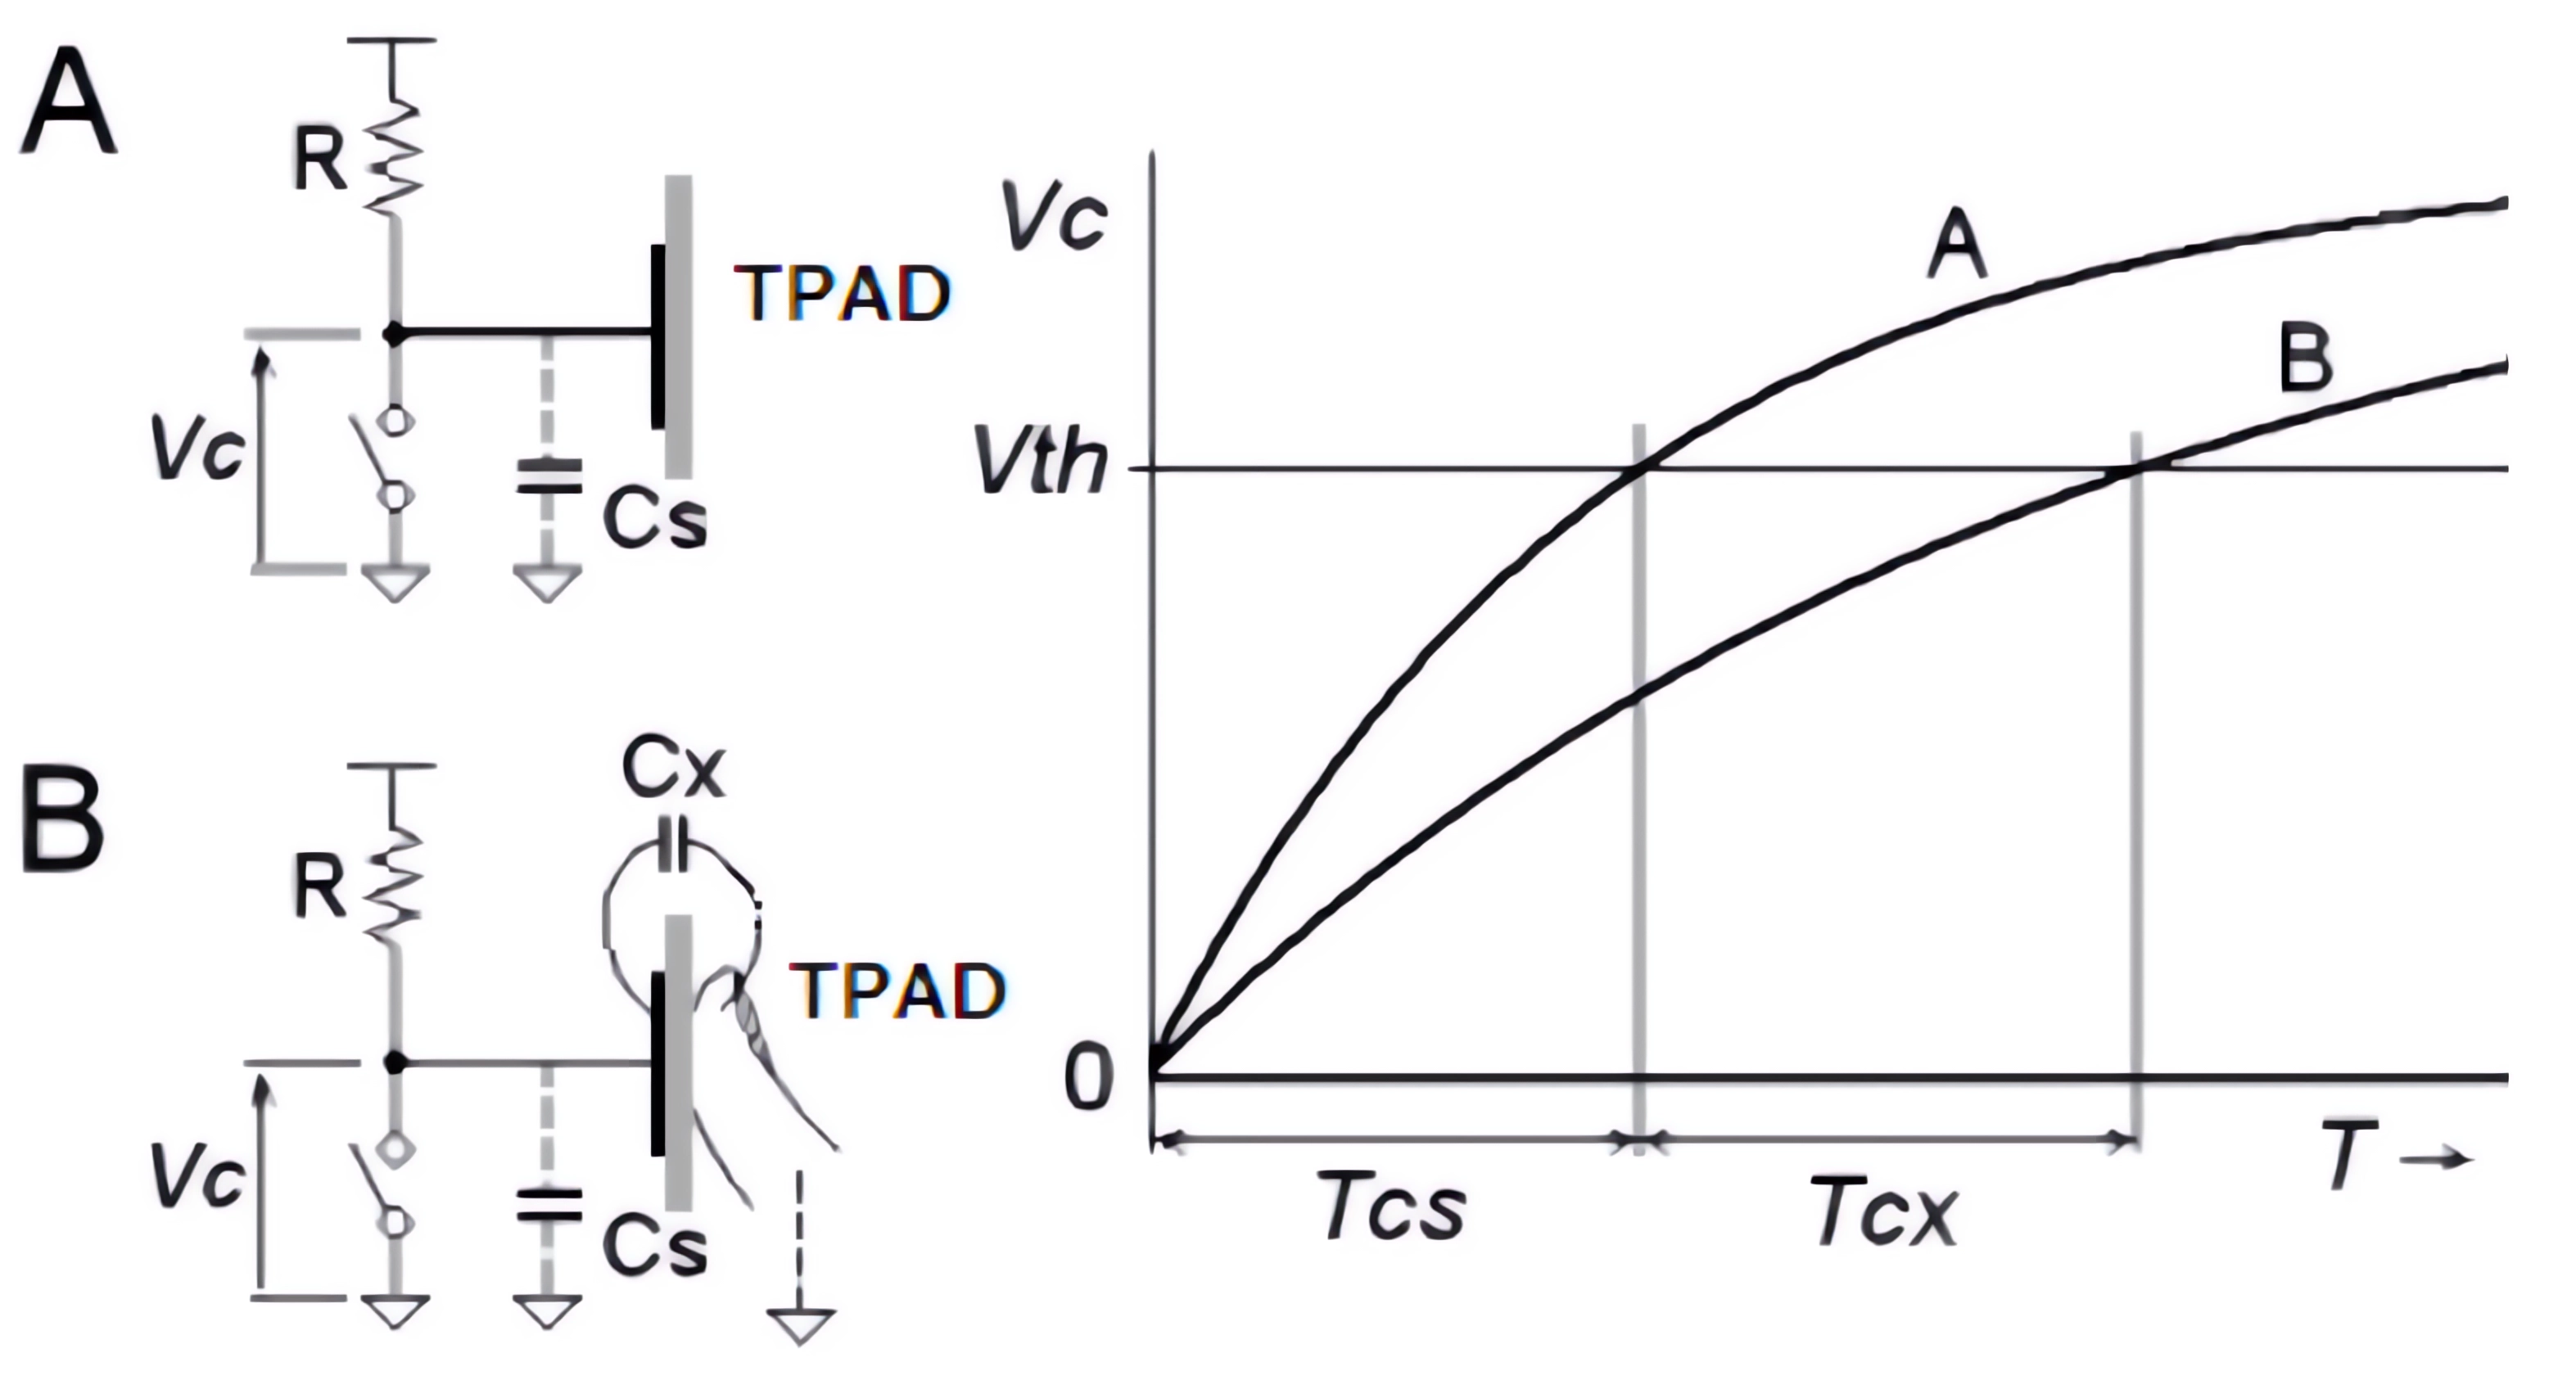 A
R
TPAD
Vc
Cs
B
Cx
R
TPAD
Vc
Cs
Vc
A
B
Vth
0
Tcs
Tcx
T →